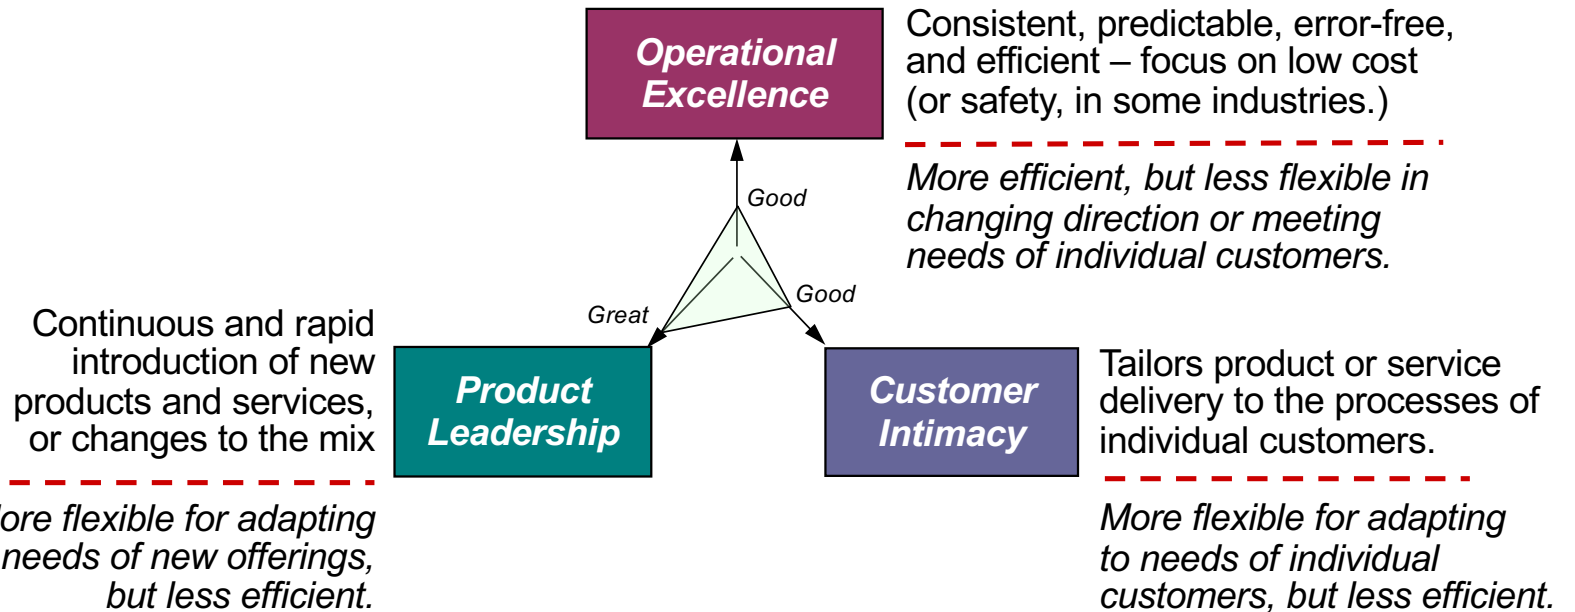 Operational
Excellence
Consistent, predictable, error-free,
and efficient – focus on low cost
(or safety, in some industries.)
More efficient, but less flexible in
changing direction or meeting
needs of individual customers.
Good
Good
Great
Continuous and rapid
introduction of new
products and services,
or changes to the mix
flexible for adapting
needs of new offerings,
but less efficient.
Product
Leadership
Customer
Intimacy
Tailors product or service
delivery to the processes of
individual customers.
More flexible for adapting
to needs of individual
customers, but less efficient.